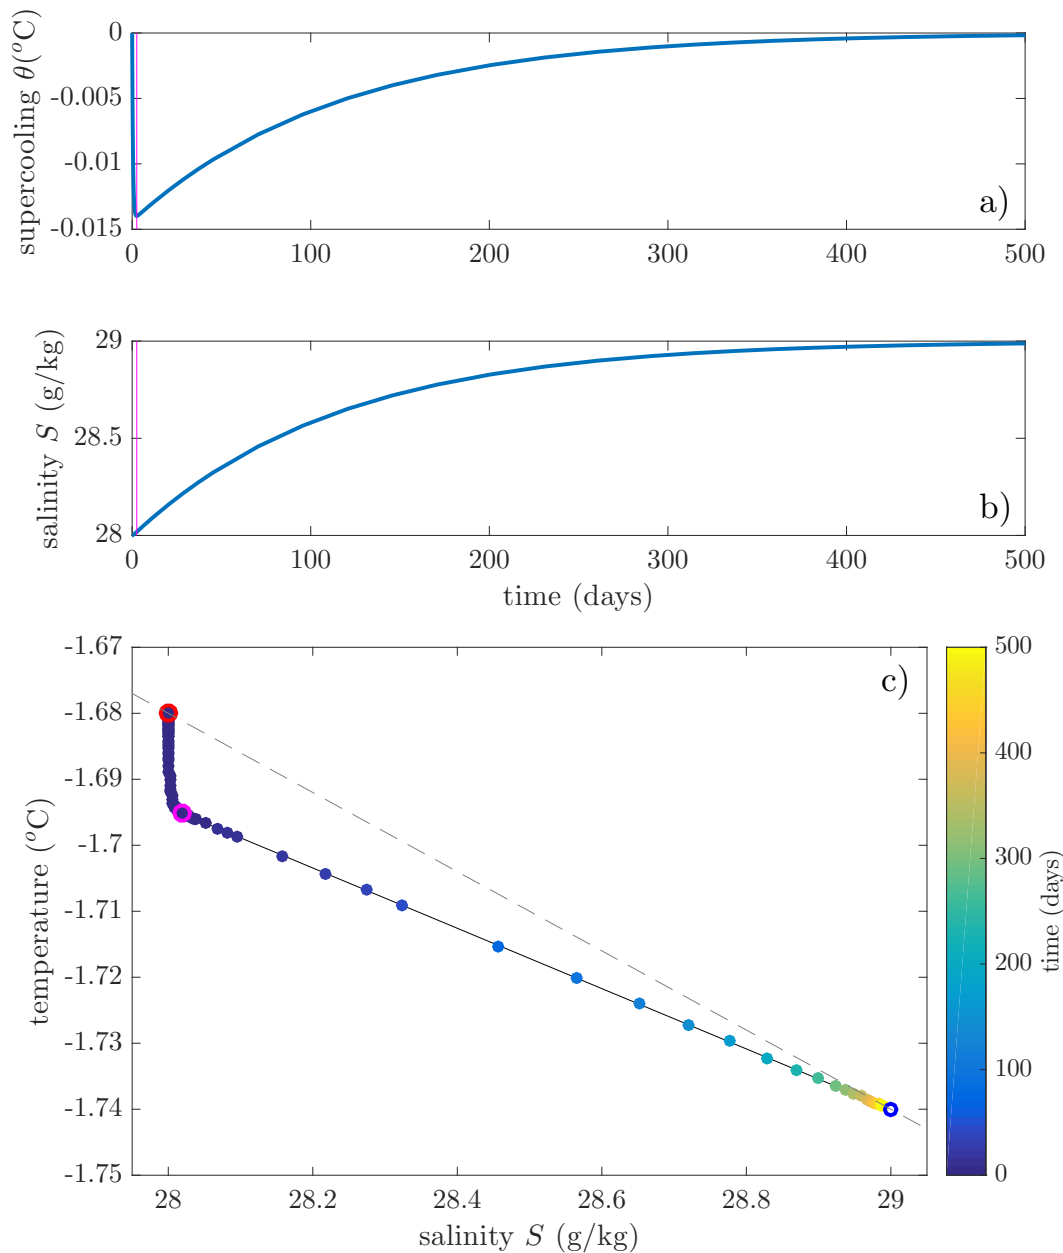 supercooling θ(°C)
0
-0.005
-0.01
-0.015
a)
0 100 200 300 400 500
salinity S (g/kg)
29
28.5
28
b)
0 100 200 300 400 500
time (days)
temperature (°C)
-1.67
-1.68
-1.69
-1.7
-1.71
-1.72
-1.73
-1.74
-1.75
c)
28 28.2 28.4 28.6 28.8 29
salinity S (g/kg)
500
400
300
200
100
0
time (days)